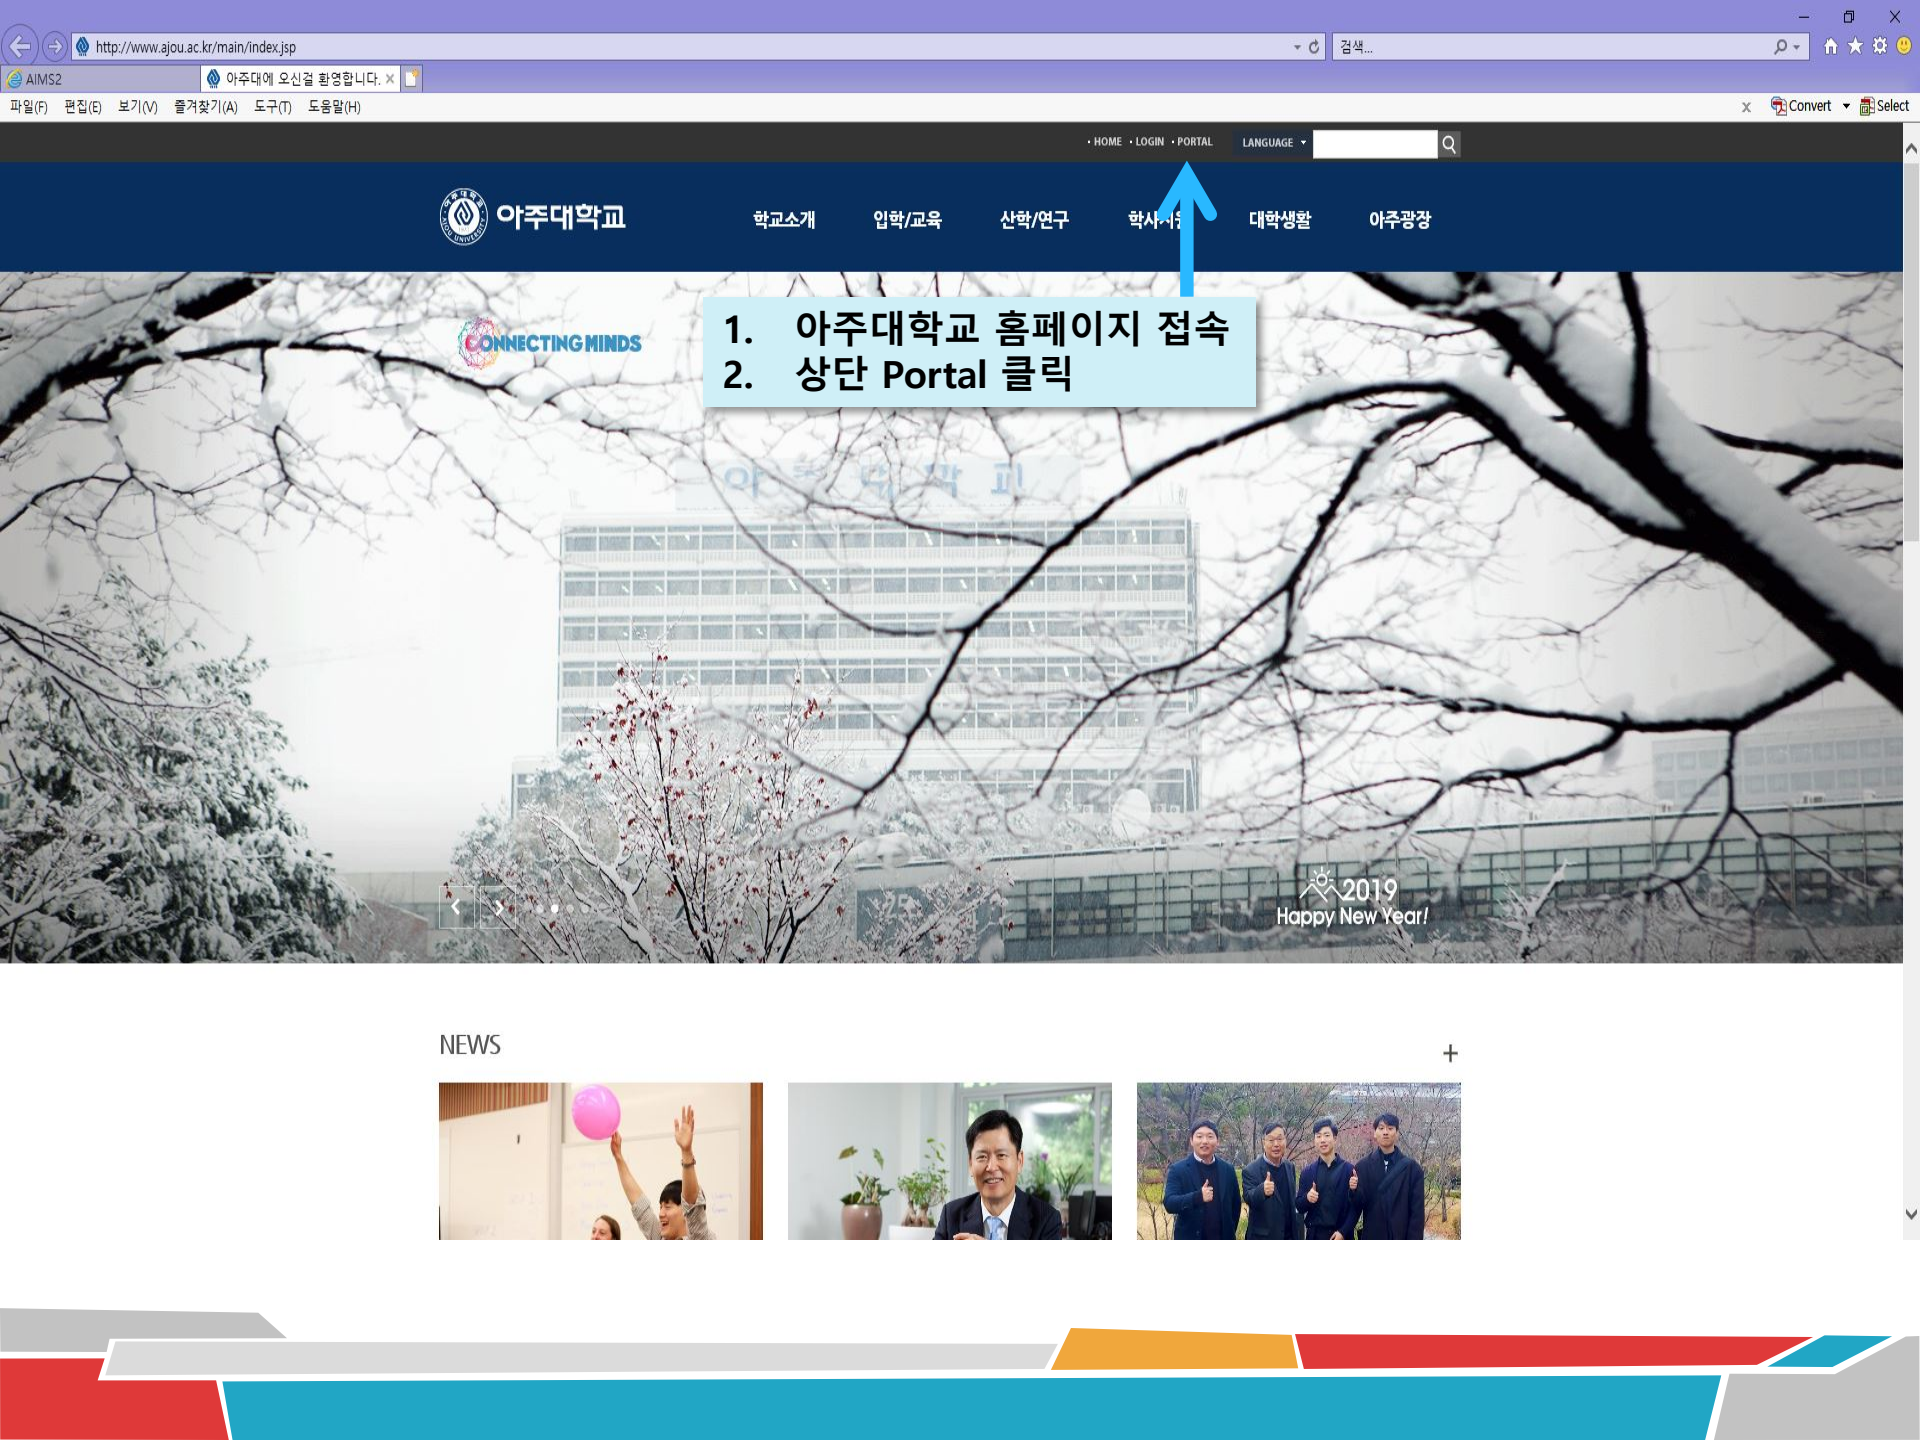 http://www.ajou.ac.kr/main/index.jsp
검색...
AIMS2
아주대에 오신걸 환영합니다.
파일(F) 편집(E) 보기(V) 즐겨찾기(A) 도구(T) 도움말(H)
x Convert Select
HOME LOGIN PORTAL LANGUAGE
아주대학교
AJOU UNIVERSITY
학교소개 입학/교육 산학/연구 대학생활 아주광장
CONNECTING MINDS
1. 아주대학교 홈페이지 접속
2. 상단 Portal 클릭
2019
Happy New Year!
NEWS